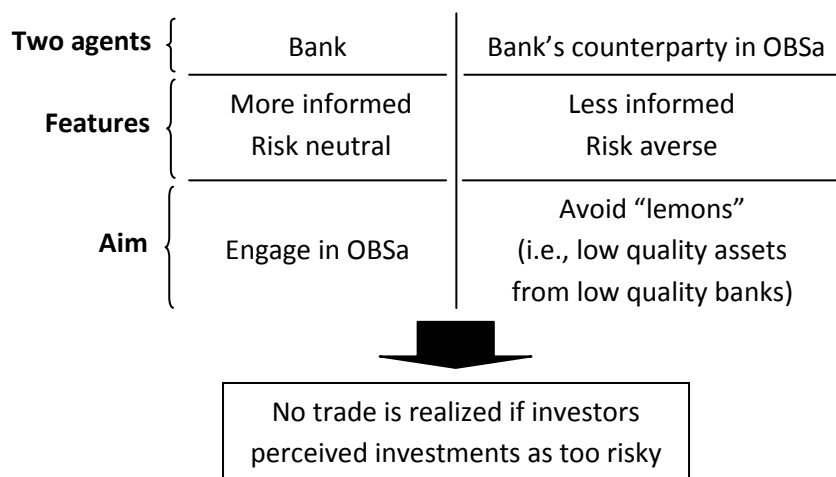 Two agents
Bank
Bank's counterparty in OBSa
Features
More informed
Risk neutral
Less informed
Risk averse
Aim
Engage in OBSa
Avoid “lemons”
(i.e., low quality assets
from low quality banks)
No trade is realized if investors
perceived investments as too risky